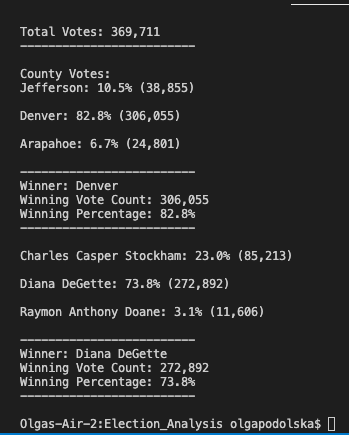 Total Votes: 369,711
-------------------------
County Votes:
Jefferson: 10.5% (38,855)
Denver: 82.8% (306,055)
Arapahoe: 6.7% (24,801)
-------------------------
Winner: Denver
Winning Vote Count: 306,055
Winning Percentage: 82.8%
-------------------------
Charles Casper Stockham: 23.0% (85,213)
Diana DeGette: 73.8% (272,892)
Raymon Anthony Doane: 3.1% (11,606)
-------------------------
Winner: Diana DeGette
Winning Vote Count: 272,892
Winning Percentage: 73.8%
-------------------------
Olgas-Air-2:Election_Analysis olgapodolska$